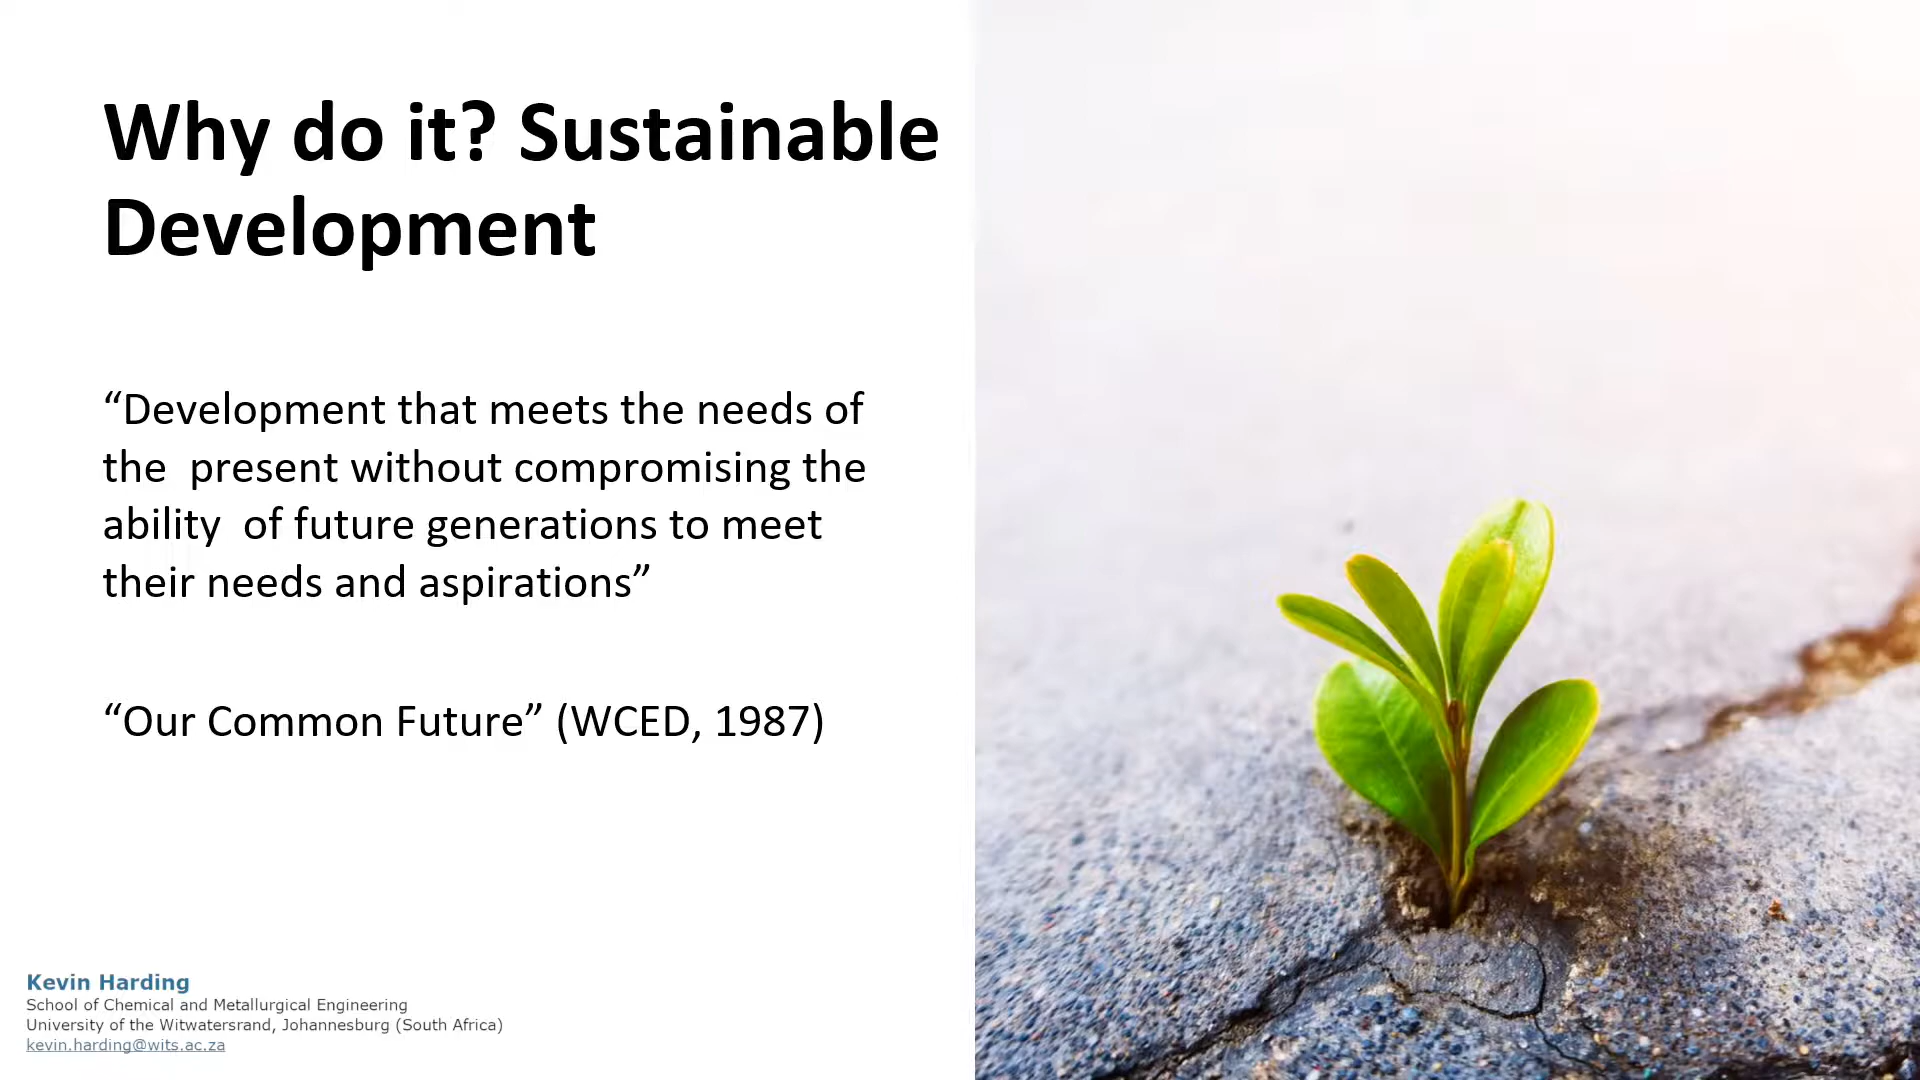 Why do it? Sustainable
Development
“Development that meets the needs of
the  present without compromising the
ability  of future generations to meet
their needs and aspirations”
“Our Common Future” (WCED, 1987)
Kevin Harding
School of Chemical and Metallurgical Engineering
University of the Witwatersrand, Johannesburg (South Africa)
kevin.harding@wits.ac.za